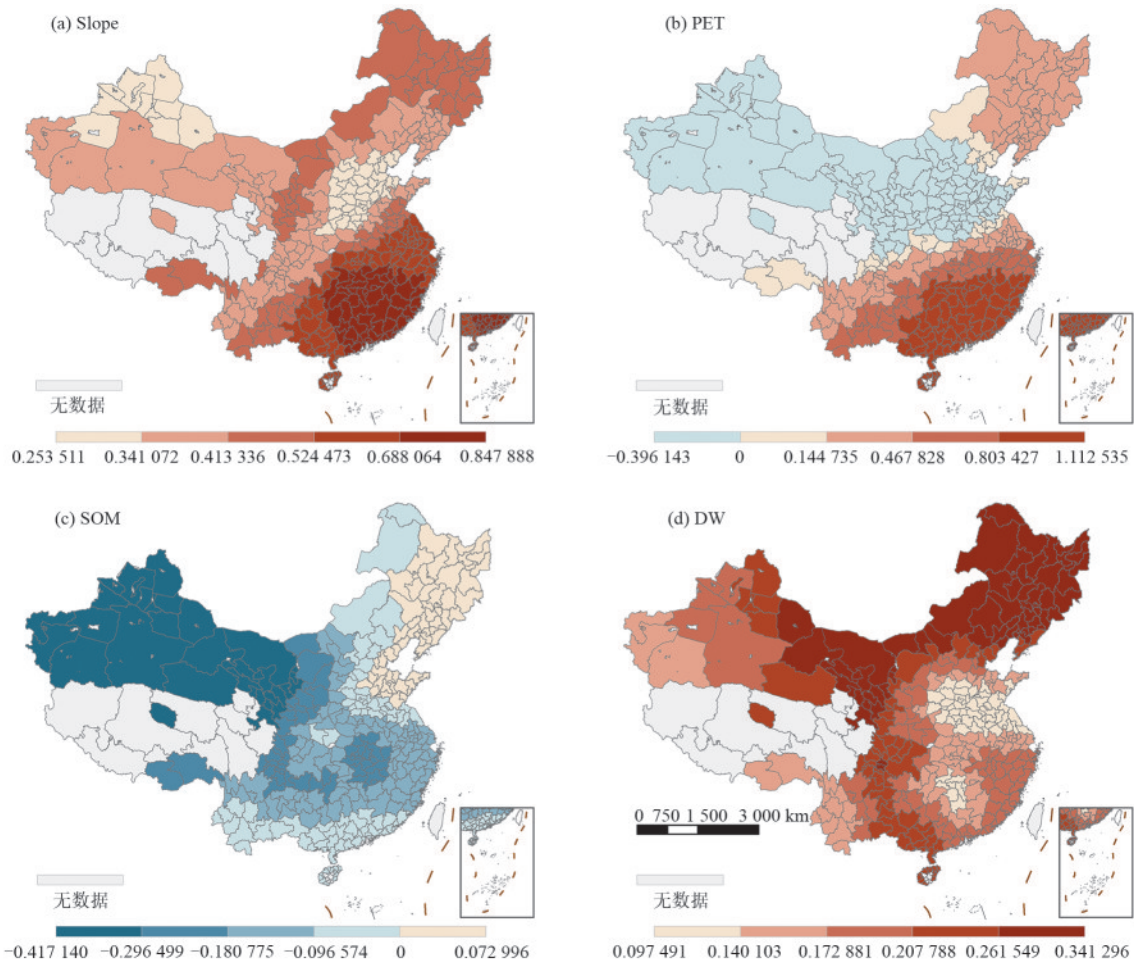 (a) Slope
无数据
0.253 511 0.341 072 0.413 336 0.524 473 0.688 064 0.847 888
(b) PET
无数据
−0.396 143 0 0.144 735 0.467 828 0.803 427 1.112 535
(c) SOM
无数据
−0.417 140 −0.296 499 −0.180 775 −0.096 574 0 0.072 996
(d) DW
0 750 1 500 3 000 km
无数据
0.097 491 0.140 103 0.172 881 0.207 788 0.261 549 0.341 296